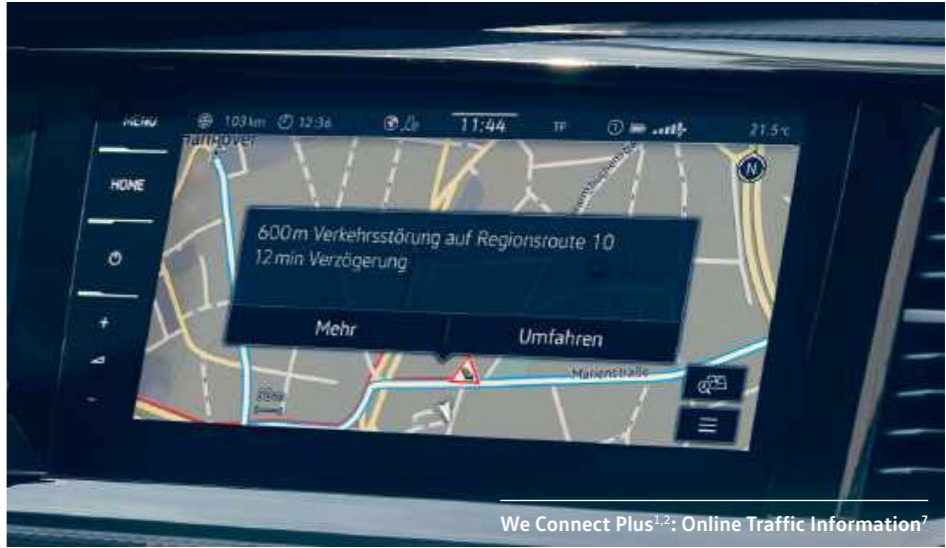 MENU
103 km 12:36 11:44 TP 21.5°c
Hannover
HOME
N
600 m Verkehrsstörung auf Regionsroute 10
12 min Verzögerung
Mehr Umfahren
+
Marienstraße
-
We Connect Plus1,2: Online Traffic Information7